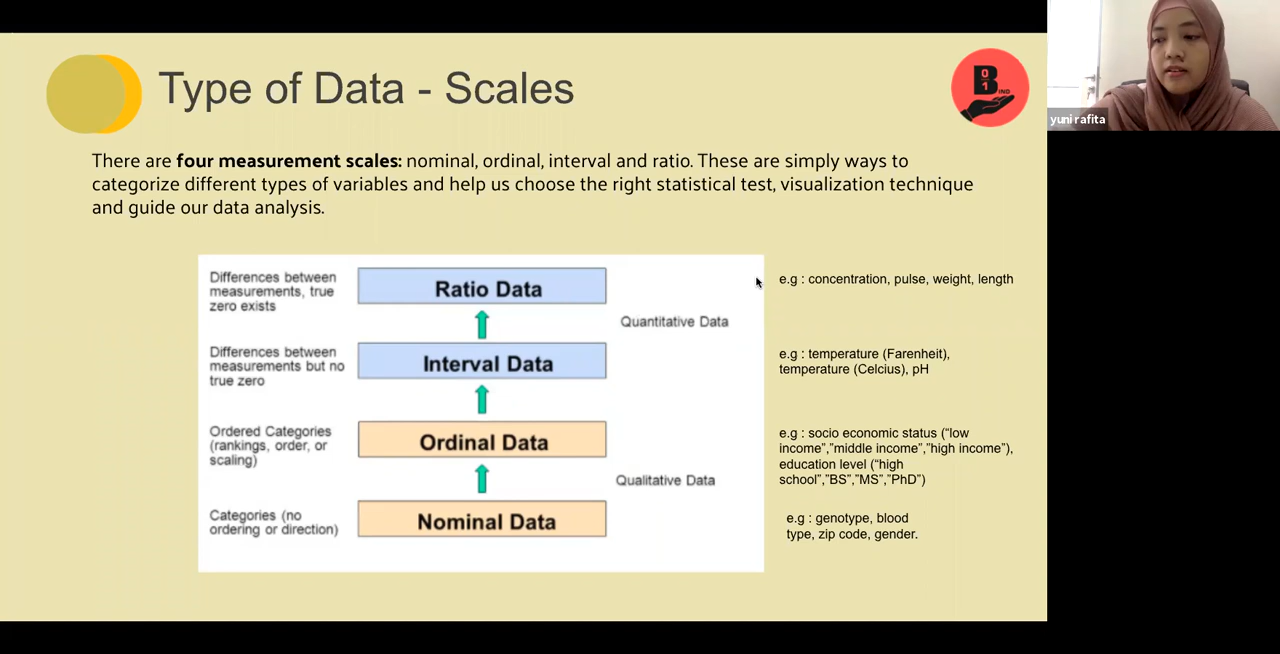 Type of Data - Scales
B
0
1
IND
yuni rafita
There are four measurement scales: nominal, ordinal, interval and ratio. These are simply ways to
categorize different types of variables and help us choose the right statistical test, visualization technique
and guide our data analysis.
Differences between
measurements, true
zero exists
Ratio Data
e.g : concentration, pulse, weight, length
Quantitative Data
Differences between
measurements but no
true zero
Interval Data
e.g : temperature (Farenheit),
temperature (Celcius), pH
Ordered Categories
(rankings, order, or
scaling)
Ordinal Data
e.g : socio economic status (“low
income”,”middle income”,”high income”),
education level (“high
school”,”BS”,”MS”,”PhD”)
Qualitative Data
Categories (no
ordering or direction)
Nominal Data
e.g : genotype, blood
type, zip code, gender.